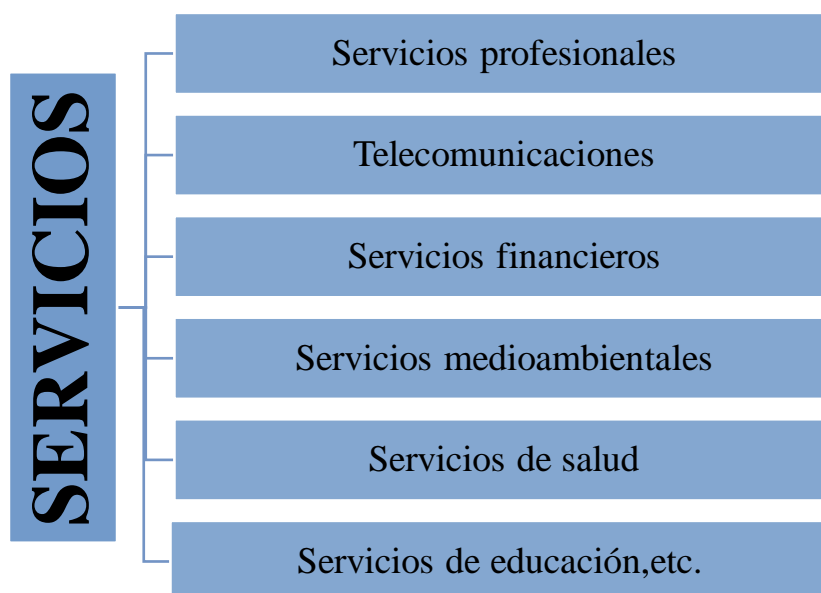 SERVICIOS
Servicios profesionales
Telecomunicaciones
Servicios financieros
Servicios medioambientales
Servicios de salud
Servicios de educación,etc.